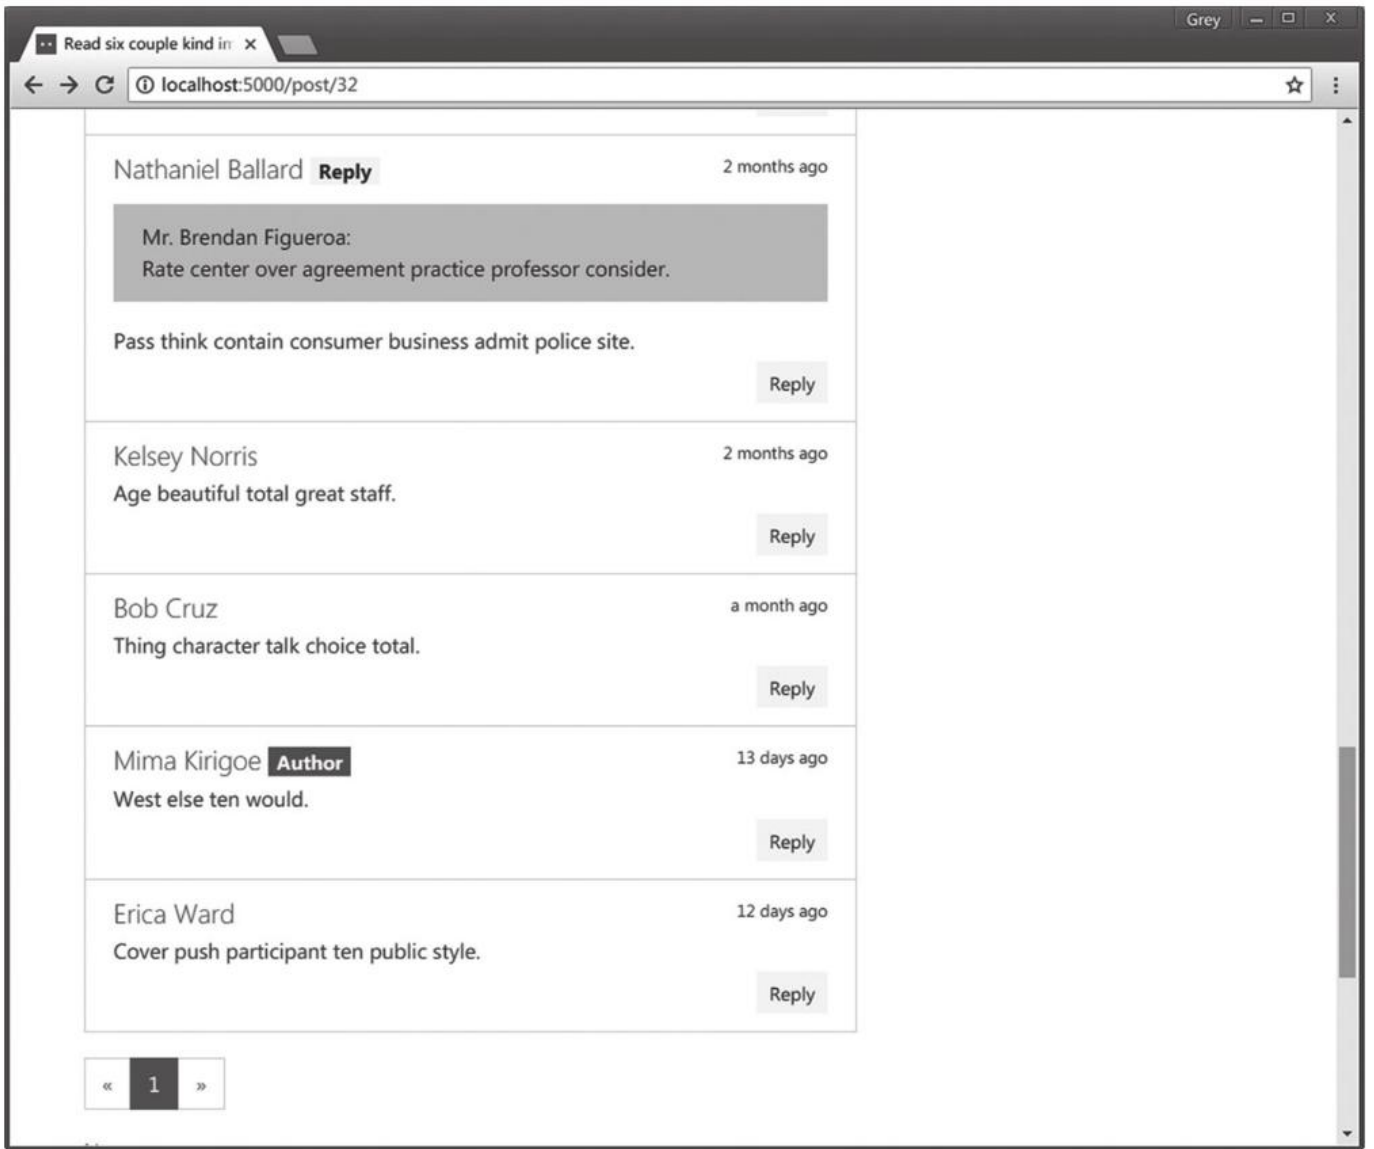 Grey
Read six couple kind in
localhost:5000/post/32
Nathaniel Ballard Reply 2 months ago
Mr. Brendan Figueroa:
Rate center over agreement practice professor consider.
Pass think contain consumer business admit police site.
Reply
Kelsey Norris 2 months ago
Age beautiful total great staff.
Reply
Bob Cruz a month ago
Thing character talk choice total.
Reply
Mima Kirigoe Author 13 days ago
West else ten would.
Reply
Erica Ward 12 days ago
Cover push participant ten public style.
Reply
« 1 »